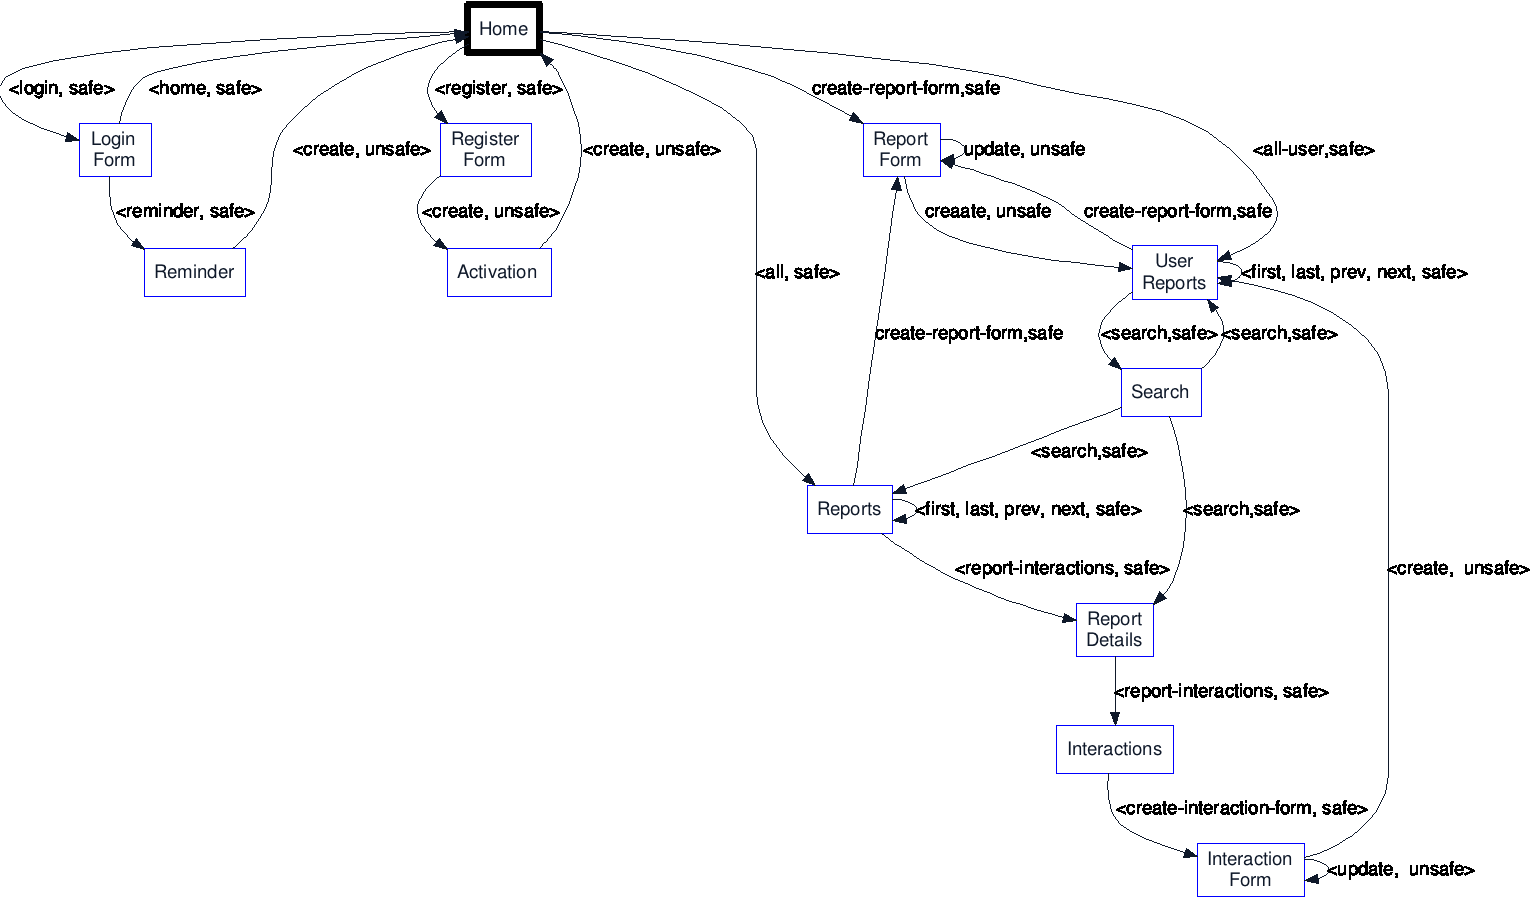 Home
<login, safe>
<home, safe>
<register, safe>
create-report-form,safe
Login
Form
<create, unsafe>
Register
Form
<create, unsafe>
Report
Form
update, unsafe
<all-user,safe>
<reminder, safe>
<create, unsafe>
creaate, unsafe
create-report-form,safe
Reminder
Activation
<all, safe>
User
Reports
<first, last, prev, next, safe>
create-report-form,safe
<search,safe>
<search,safe>
Search
<search,safe>
Reports
<first, last, prev, next, safe>
<search,safe>
<report-interactions, safe>
<create,  unsafe>
Report
Details
<report-interactions, safe>
Interactions
<create-interaction-form, safe>
Interaction
Form
<update,  unsafe>